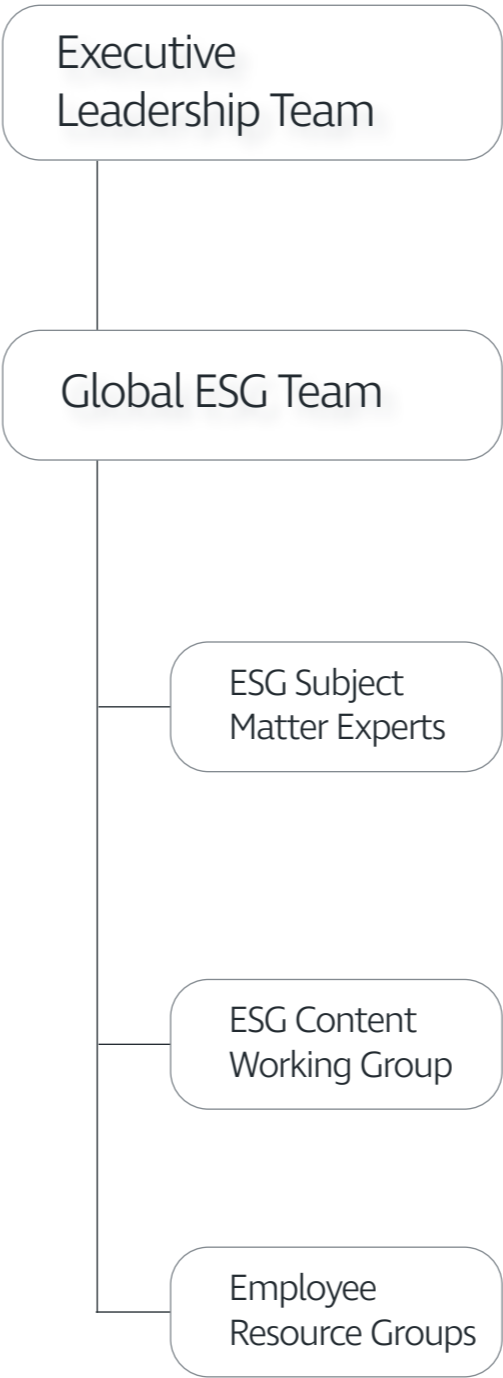 Executive
Leadership Team
Global ESG Team
ESG Subject
Matter Experts
ESG Content
Working Group
Employee
Resource Groups